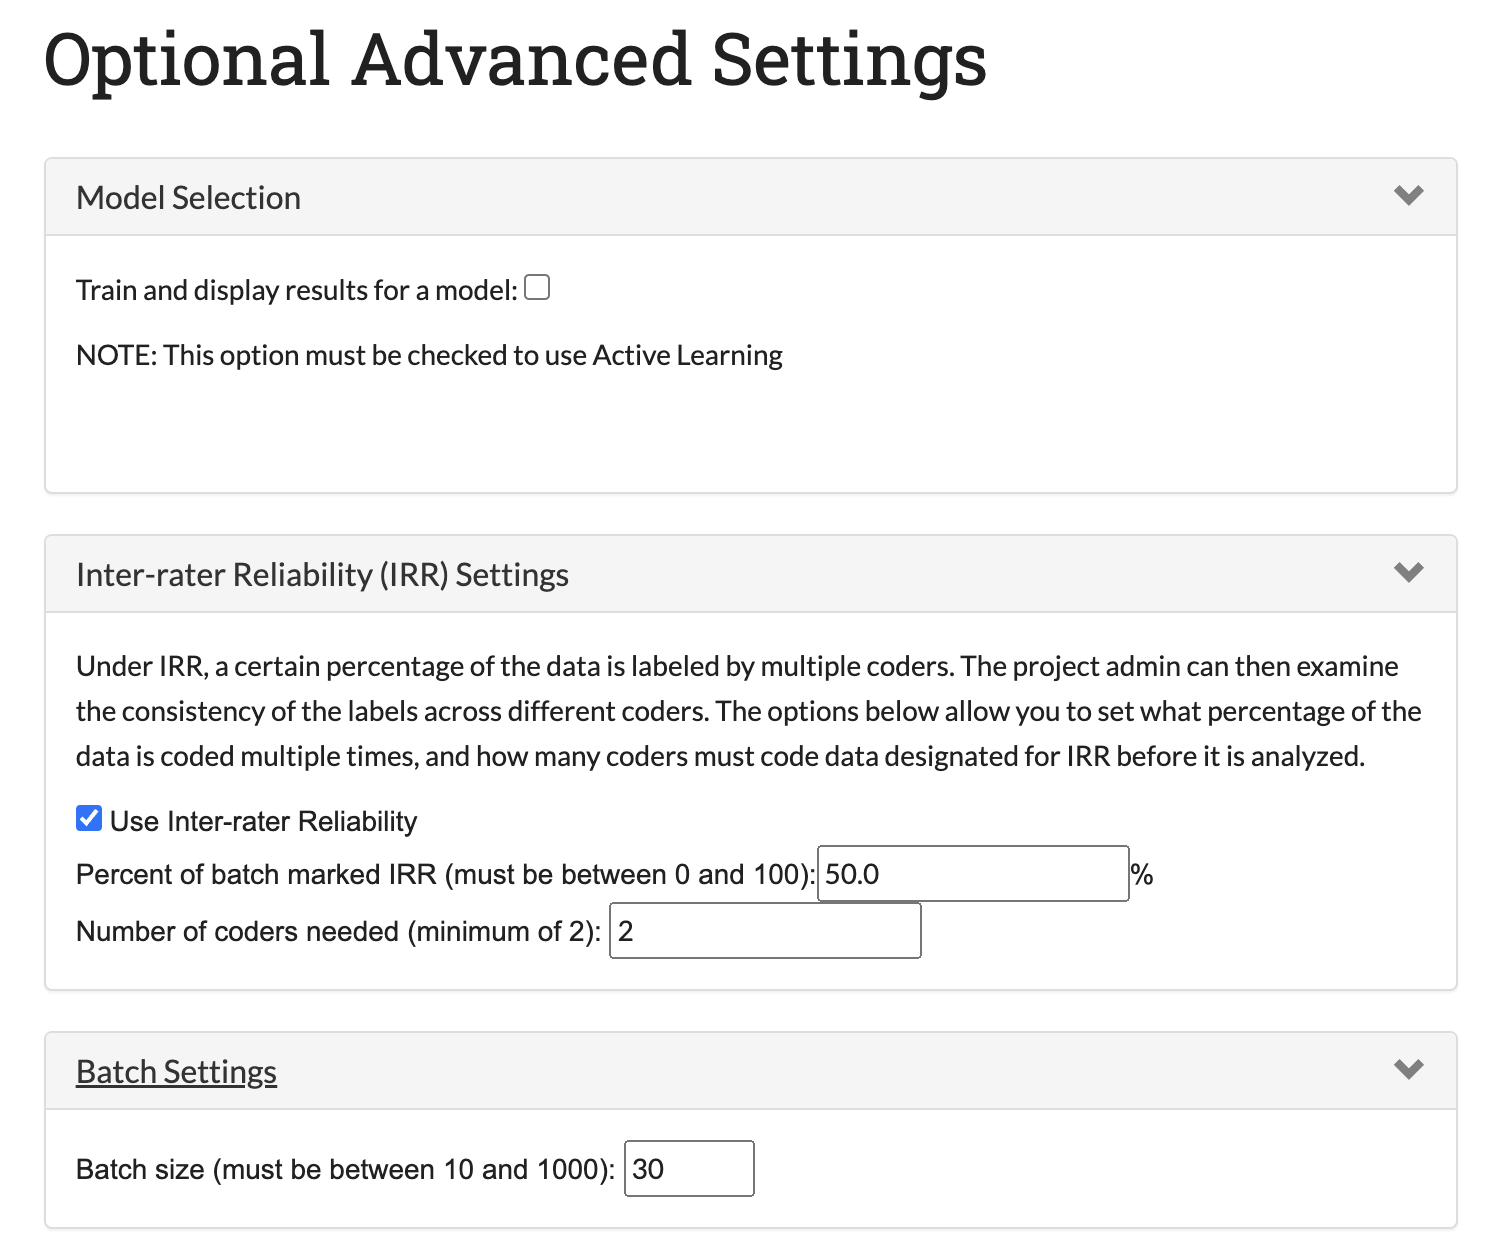 Optional Advanced Settings
Model Selection
Train and display results for a model:
NOTE: This option must be checked to use Active Learning
Inter-rater Reliability (IRR) Settings
Under IRR, a certain percentage of the data is labeled by multiple coders. The project admin can then examine
the consistency of the labels across different coders. The options below allow you to set what percentage of the
data is coded multiple times, and how many coders must code data designated for IRR before it is analyzed.
Use Inter-rater Reliability
Percent of batch marked IRR (must be between 0 and 100): 50.0 %
Number of coders needed (minimum of 2): 2
Batch Settings
Batch size (must be between 10 and 1000): 30